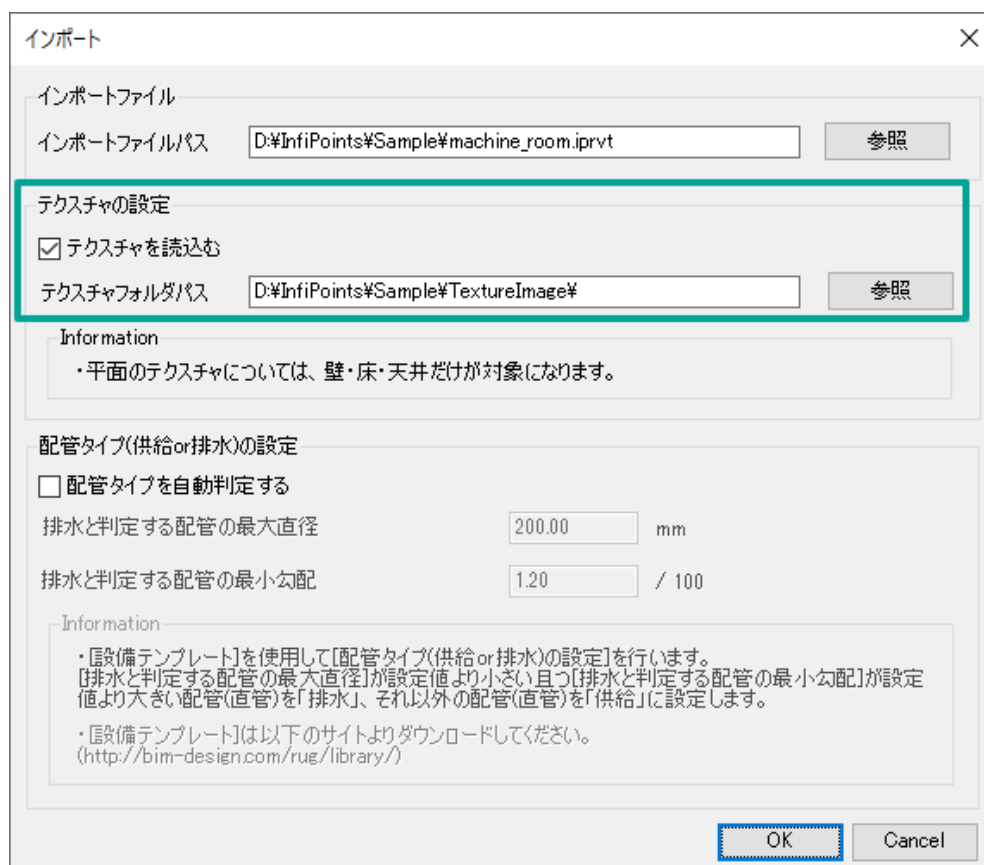 インポート
インポートファイル
インポートファイルパス D:¥InfiPoints¥Sample¥machine_room.iprvt 参照
テクスチャの設定
テクスチャを読込む
テクスチャフォルダパス D:¥InfiPoints¥Sample¥TextureImage¥ 参照
Information
・平面のテクスチャについては、壁・床・天井だけが対象になります。
配管タイプ(供給or排水)の設定
配管タイプを自動判定する
排水と判定する配管の最大直径 200.00 mm
排水と判定する配管の最小勾配 1.20 / 100
Information
・[設備テンプレート]を使用して[配管タイプ(供給or排水)の設定]を行います。
[排水と判定する配管の最大直径]が設定値より小さい且つ[排水と判定する配管の最小勾配]が設定
値より大きい配管(直管)を「排水」、それ以外の配管(直管)を「供給」に設定します。
・[設備テンプレート]は以下のサイトよりダウンロードしてください。
(http://bim-design.com/rug/library/)
OK Cancel